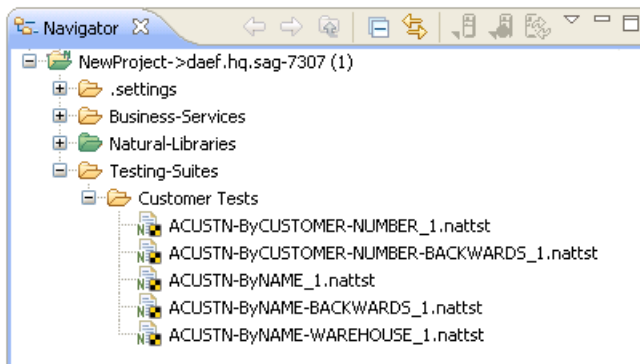 Navigator
NewProject->daef.hq.sag-7307 (1)
.settings
Business-Services
Natural-Libraries
Testing-Suites
Customer Tests
ACUSTN-ByCUSTOMER-NUMBER_1.nattst
ACUSTN-ByCUSTOMER-NUMBER-BACKWARDS_1.nattst
ACUSTN-ByNAME_1.nattst
ACUSTN-ByNAME-BACKWARDS_1.nattst
ACUSTN-ByNAME-WAREHOUSE_1.nattst